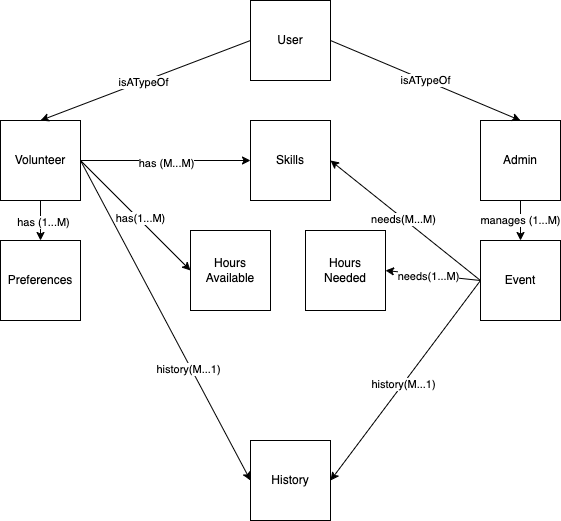 User
isATypeOf
isATypeOf
Volunteer
has (M...M)
Skills
Admin
has (1...M)
has(1...M)
needs(M...M)
manages (1...M)
Preferences
Hours
Available
Hours
Needed
needs(1...M)
Event
history(M...1)
history(M...1)
History